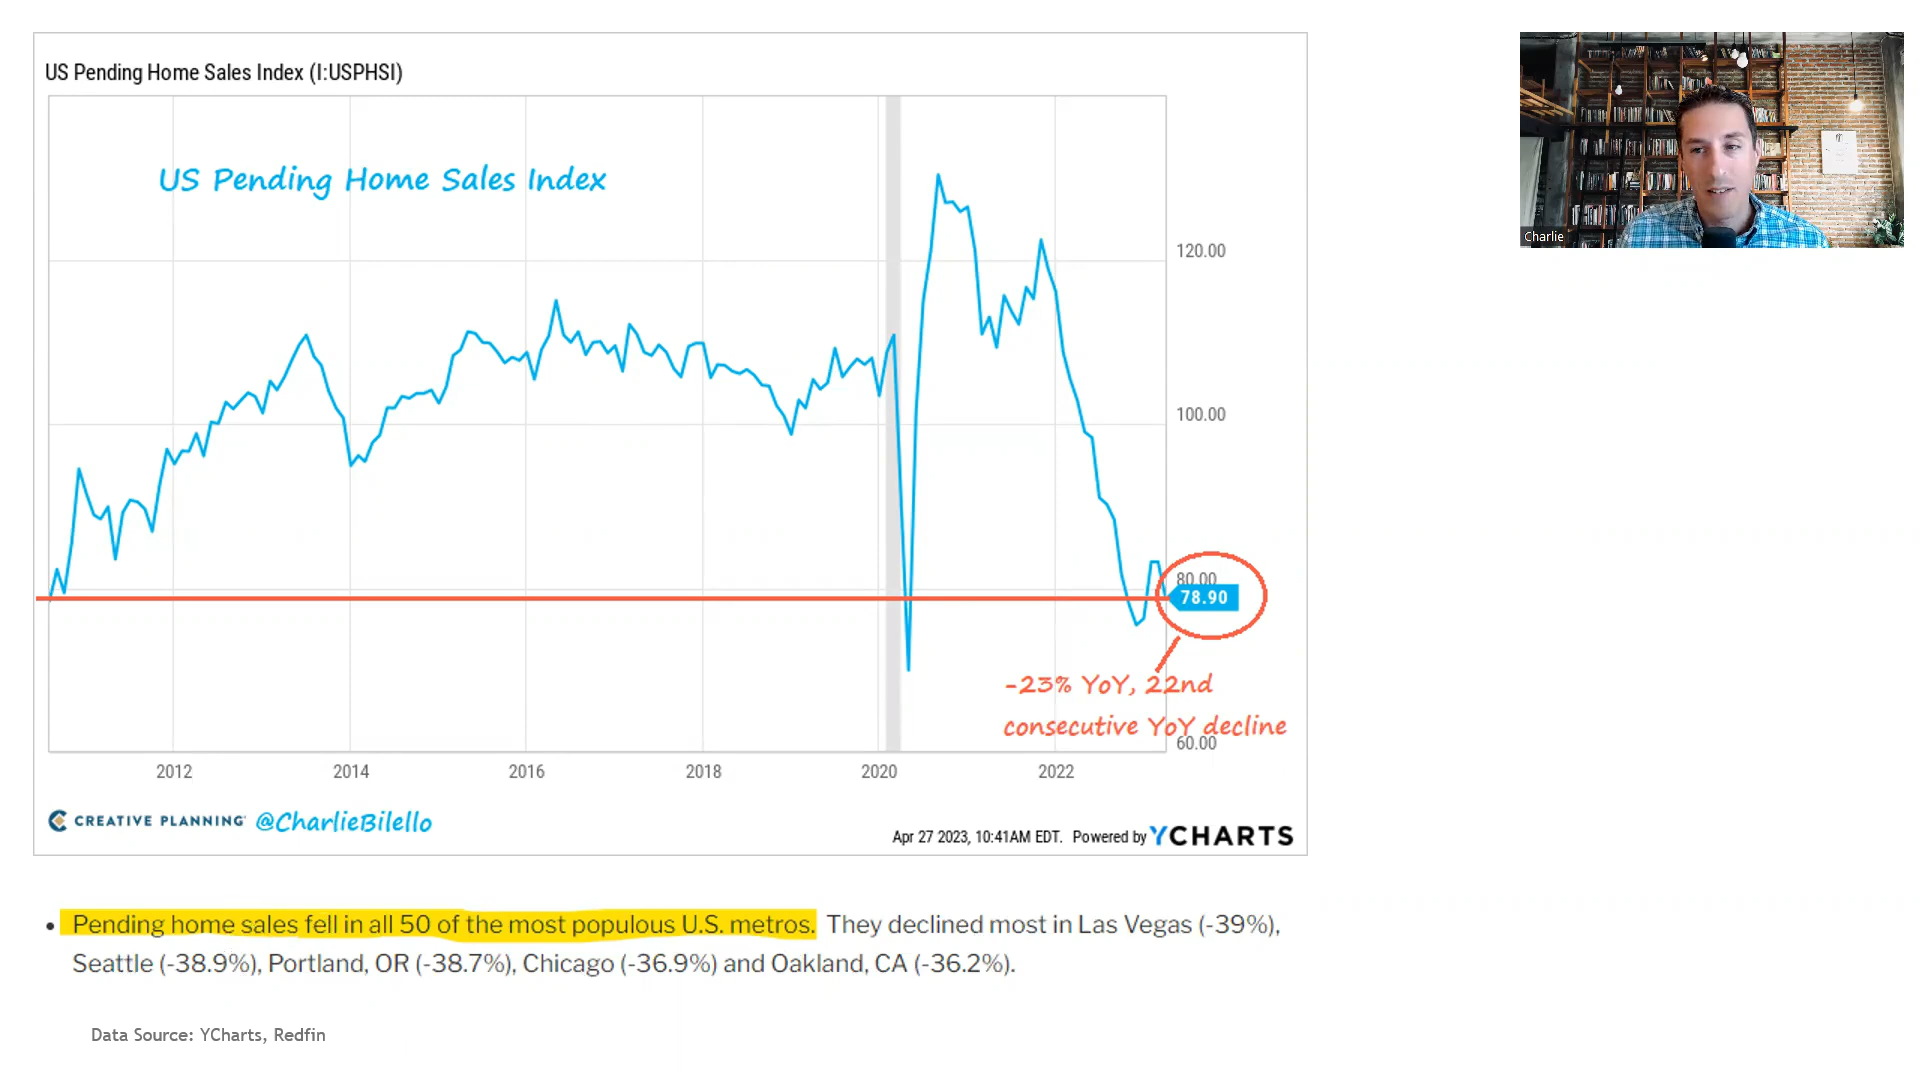 US Pending Home Sales Index (I:USPHSI)
US Pending Home Sales Index
120.00
100.00
80.00
78.90
-23% YoY, 22nd
consecutive YoY decline
60.00
2012 2014 2016 2018 2020 2022
CREATIVE PLANNING @CharlieBilello
Apr 27 2023, 10:41AM EDT. Powered by YCHARTS
Charlie
• Pending home sales fell in all 50 of the most populous U.S. metros. They declined most in Las Vegas (-39%),
Seattle (-38.9%), Portland, OR (-38.7%), Chicago (-36.9%) and Oakland, CA (-36.2%).
Data Source: YCharts, Redfin